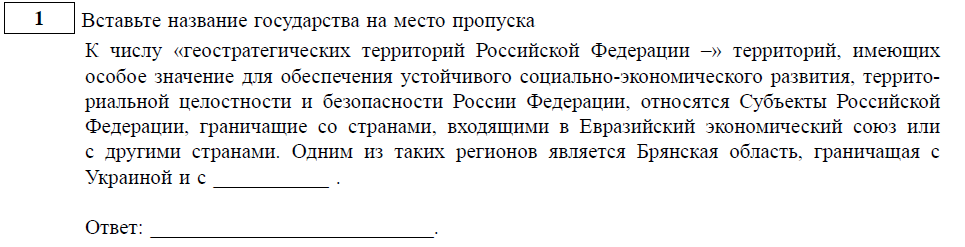 1 Вставьте название государства на место пропуска
К числу «геостратегических территорий Российской Федерации –» территорий, имеющих
особое значение для обеспечения устойчивого социально-экономического развития, террито-
риальной целостности и безопасности России Федерации, относятся Субъекты Российской
Федерации, граничащие со странами, входящими в Евразийский экономический союз или
с другими странами. Одним из таких регионов является Брянская область, граничащая с
Украиной и с ___________ .
Ответ: ___________________________.